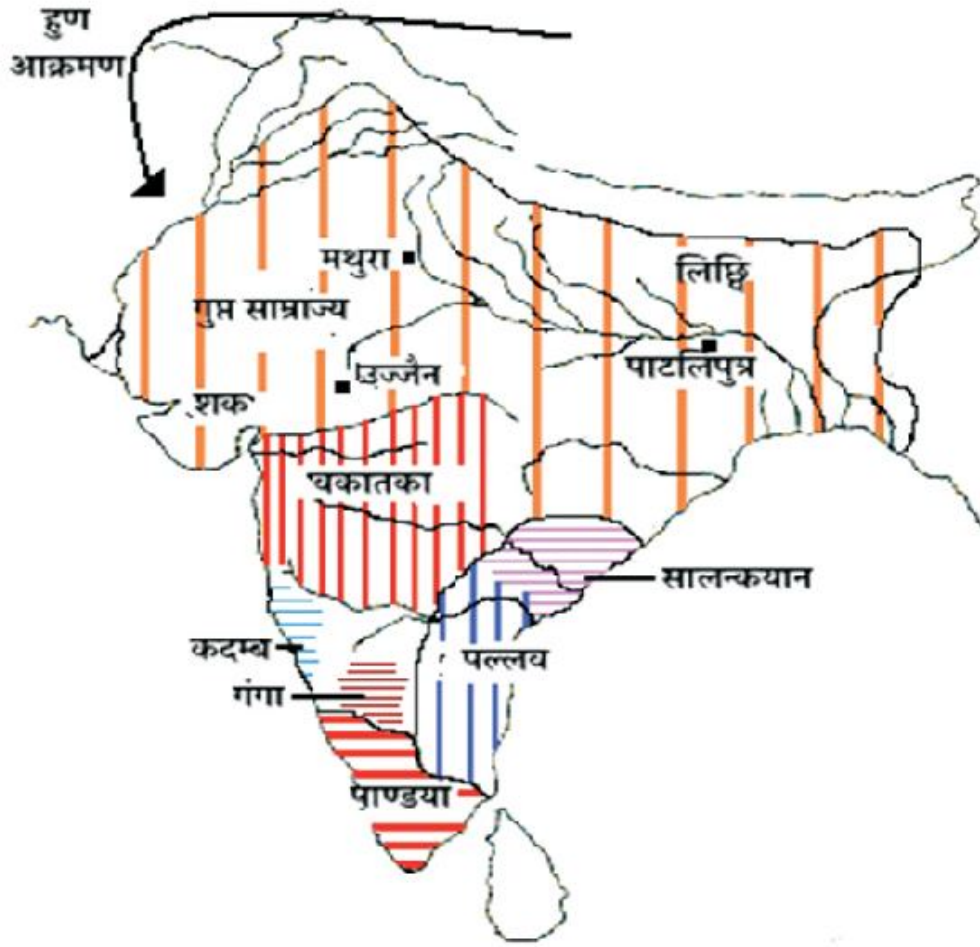 हुण
आक्रमण
मथुरा
लिछि
गुप्त साम्राज्य
पाटलिपुत्र
उज्जैन
शक
वकातका
सालन्कयान
कदम्ब
पल्लव
गंगा
पाण्डया